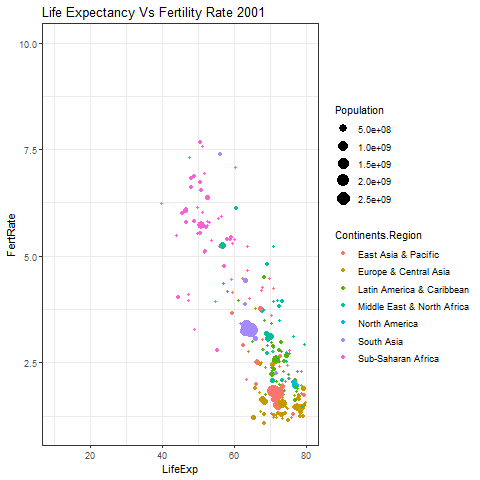 Life Expectancy Vs Fertility Rate 2001
10.0
7.5
5.0
2.5
FertRate
20
40
60
80
LifeExp
Population
5.0e+08
1.0e+09
1.5e+09
2.0e+09
2.5e+09
Continents.Region
East Asia & Pacific
Europe & Central Asia
Latin America & Caribbean
Middle East & North Africa
North America
South Asia
Sub-Saharan Africa